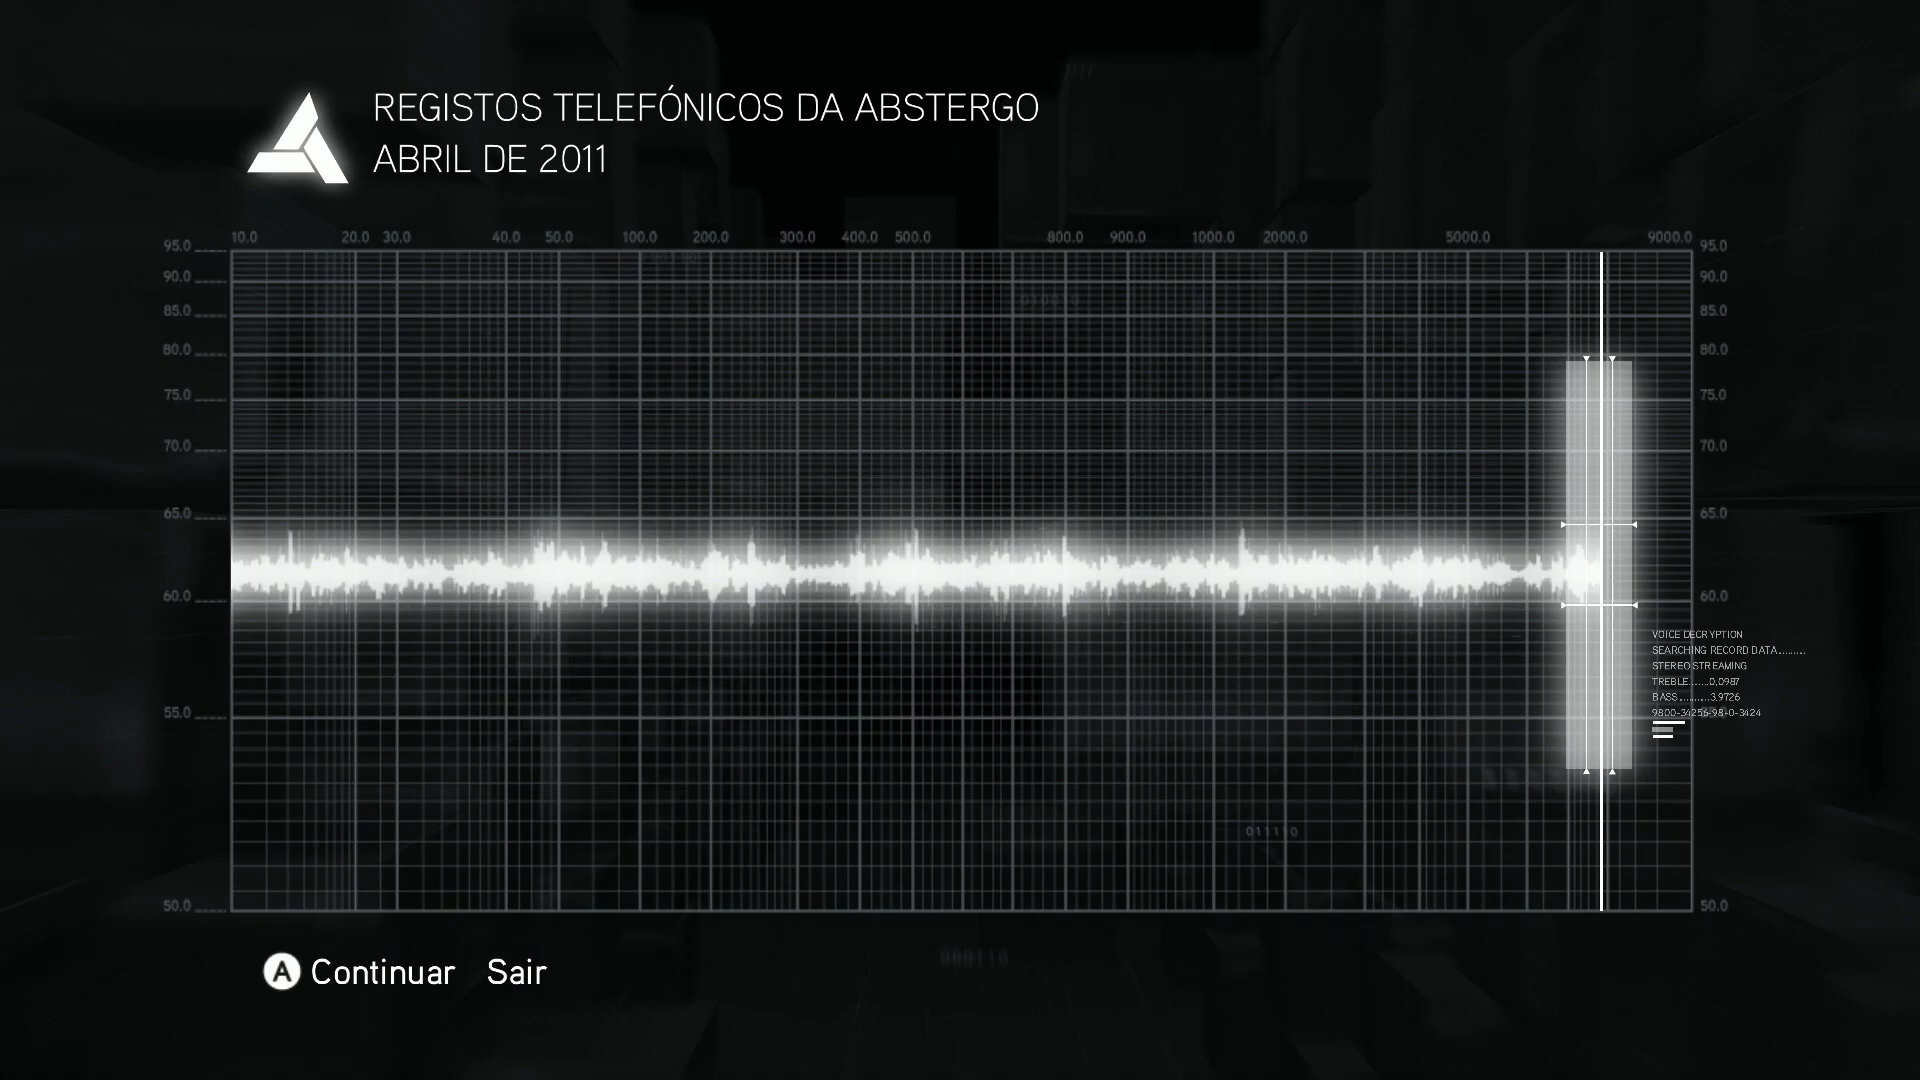 REGISTOS TELEFÓNICOS DA ABSTERGO
ABRIL DE 2011
10.0 20.0 30.0 40.0 50.0 100.0 200.0 300.0 400.0 500.0 800.0 900.0 1000.0 2000.0 5000.0 9000.0
95.0 95.0
90.0 90.0
010010
85.0 85.0
80.0 80.0
75.0 75.0
70.0 70.0
65.0 65.0
60.0 60.0
VOICE DECRYPTION
SEARCHING RECORD DATA.........
STEREO STREAMING
TREBLE.......0,0987
BASS..........3.9726
9800-34256-98-0-3424
55.0
011110
50.0 50.0
000110
A Continuar Sair